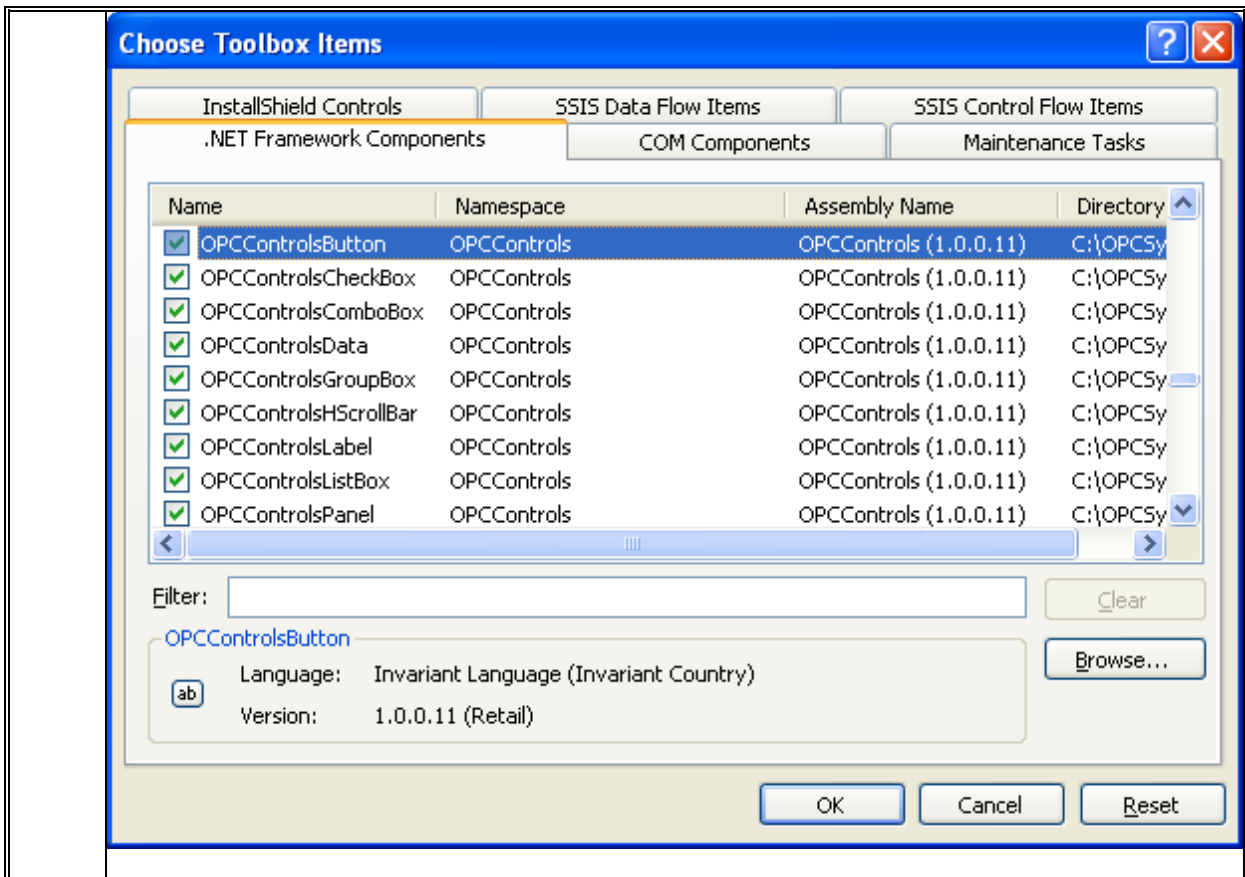 Choose Toolbox Items
InstallShield Controls SSIS Data Flow Items SSIS Control Flow Items
.NET Framework Components COM Components Maintenance Tasks
Name Namespace Assembly Name Directory
OPCControlsButton OPCControls OPCControls (1.0.0.11) C:\OPCSy
OPCControlsCheckBox OPCControls OPCControls (1.0.0.11) C:\OPCSy
OPCControlsComboBox OPCControls OPCControls (1.0.0.11) C:\OPCSy
OPCControlsData OPCControls OPCControls (1.0.0.11) C:\OPCSy
OPCControlsGroupBox OPCControls OPCControls (1.0.0.11) C:\OPCSy
OPCControlsHScrollBar OPCControls OPCControls (1.0.0.11) C:\OPCSy
OPCControlsLabel OPCControls OPCControls (1.0.0.11) C:\OPCSy
OPCControlsListBox OPCControls OPCControls (1.0.0.11) C:\OPCSy
OPCControlsPanel OPCControls OPCControls (1.0.0.11) C:\OPCSy
Filter: Clear
OPCControlsButton
Browse...
ab Language: Invariant Language (Invariant Country)
Version: 1.0.0.11 (Retail)
OK Cancel Reset